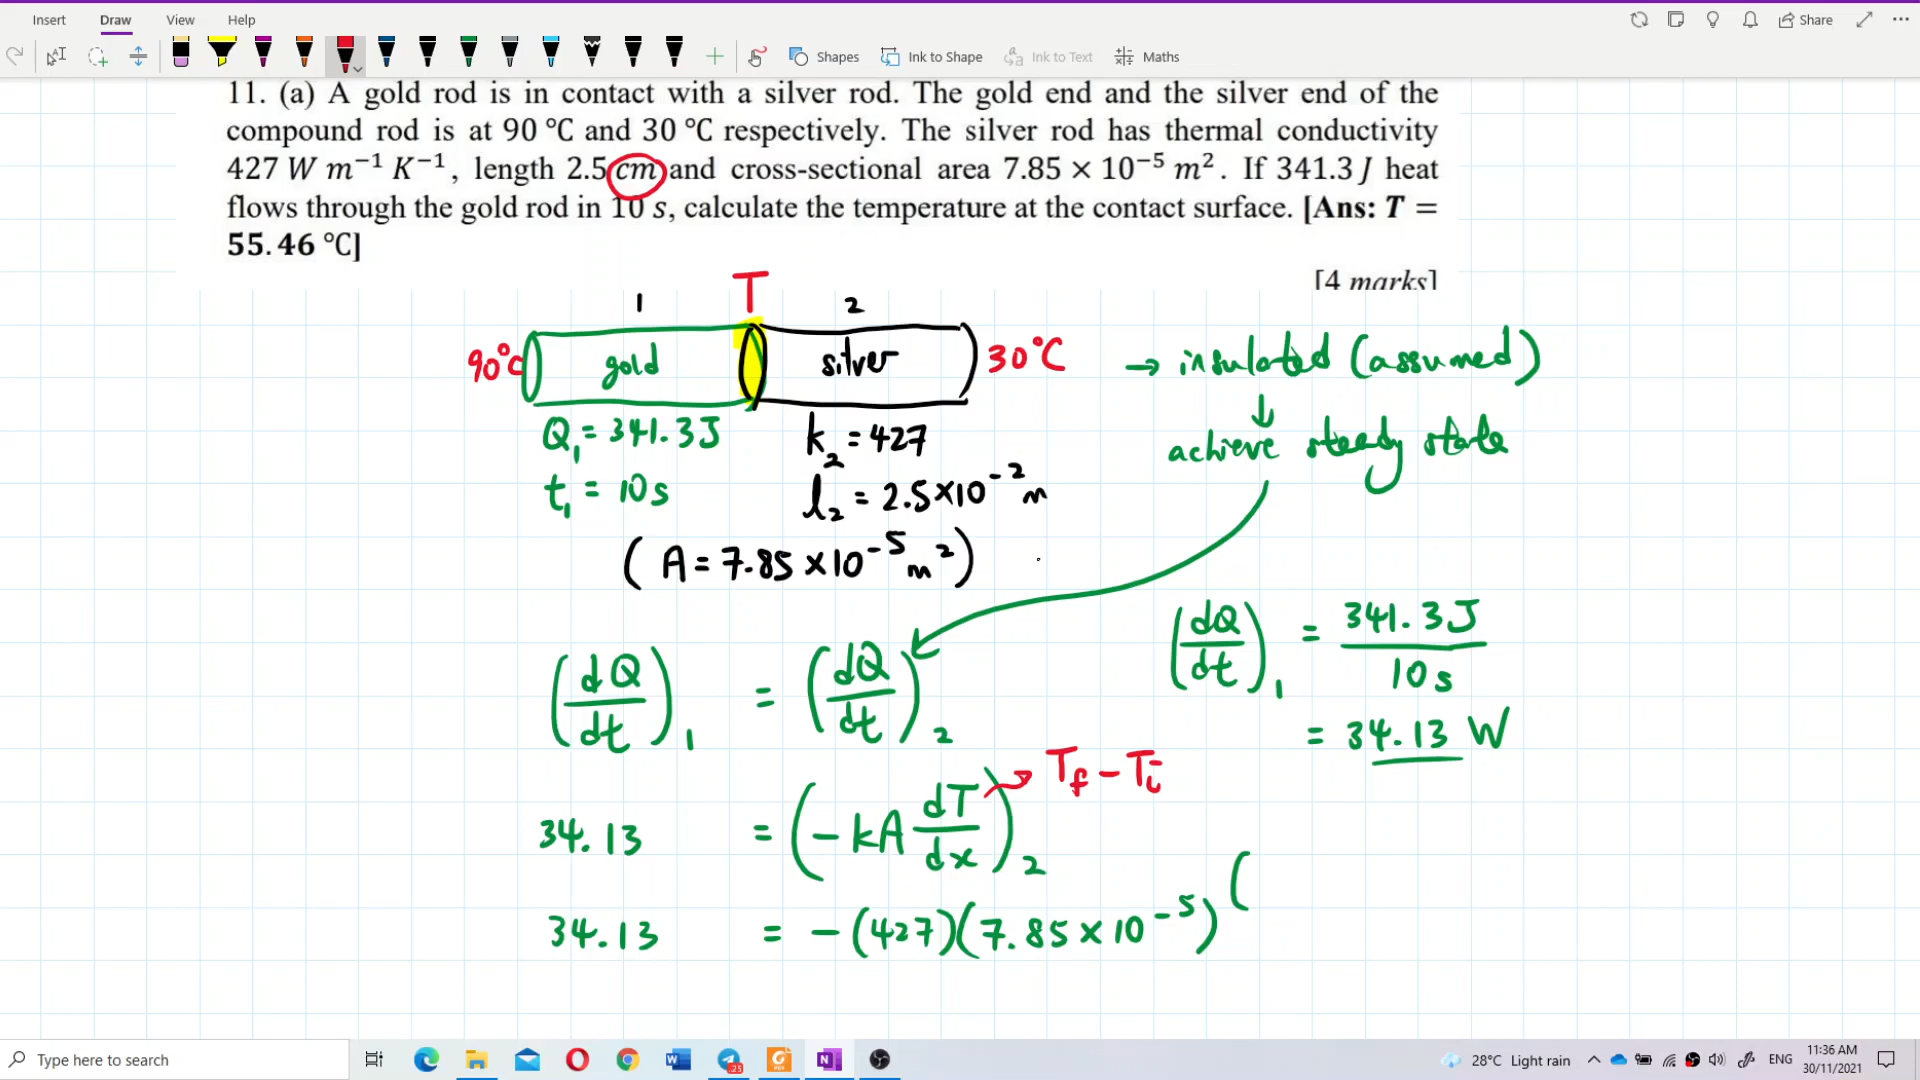 Insert Draw View Help
Share
Shapes Ink to Shape Ink to Text Maths
11. (a) A gold rod is in contact with a silver rod. The gold end and the silver end of the
compound rod is at 90 °C and 30 °C respectively. The silver rod has thermal conductivity
427 W m⁻¹ K⁻¹, length 2.5 cm and cross-sectional area 7.85 × 10⁻⁵ m². If 341.3 J heat
flows through the gold rod in 10 s, calculate the temperature at the contact surface. [Ans: T =
55.46 °C]
[4 marks]
T
1 2
90°C gold silver 30°C → insulated (assumed)
↓
Q₁ = 341.3J k₂ = 427 achieve steady state
t₁ = 10s l₂ = 2.5×10⁻² m
(A = 7.85 ×10⁻⁵ m²)
(dQ/dt)₁ = (dQ/dt)₂ (dQ/dt)₁ = 341.3J/10s
= 34.13 W
34.13 = (-kA dT/dx)₂ → Tf - Ti
34.13 = -(427)(7.85 × 10⁻⁵)(
Type here to search
25
28°C Light rain ENG 11:36 AM
30/11/2021